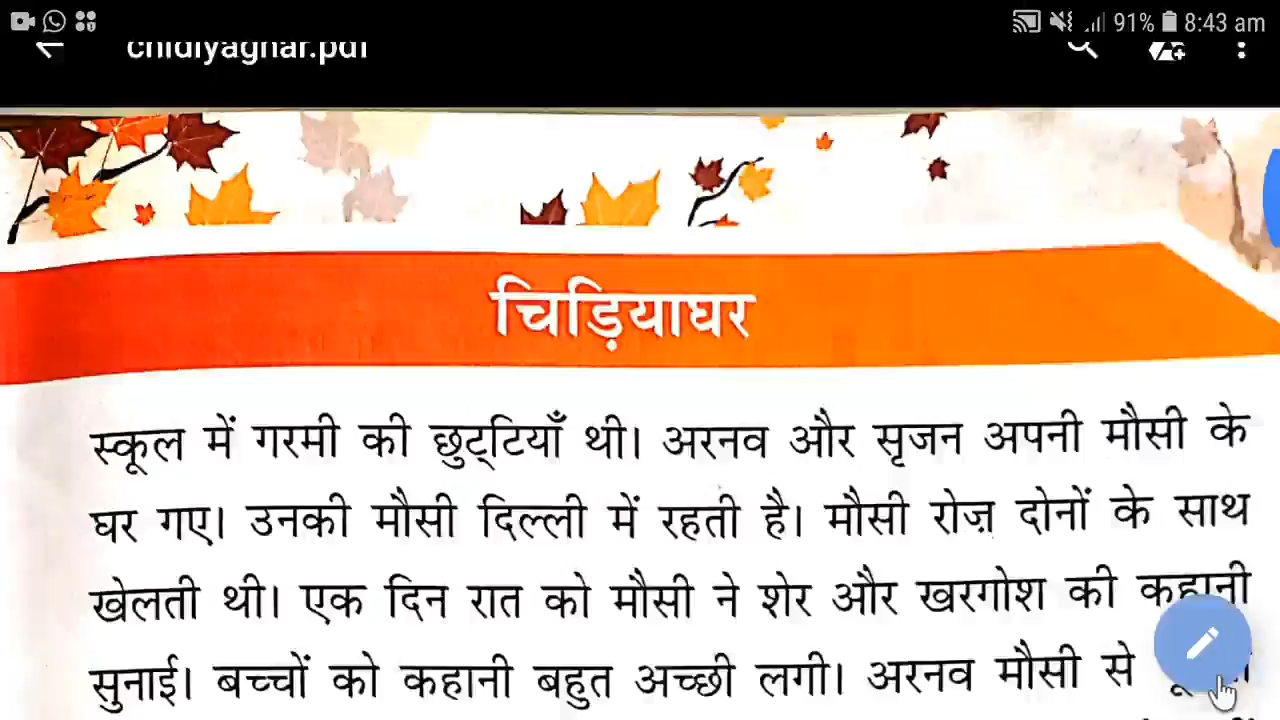 91% 8:43 am
chidiyaghar.pdf
चिड़ियाघर
स्कूल में गरमी की छुट्टियाँ थी। अरनव और सृजन अपनी मौसी के
घर गए। उनकी मौसी दिल्ली में रहती है। मौसी रोज़ दोनों के साथ
खेलती थी। एक दिन रात को मौसी ने शेर और खरगोश की कहानी
सुनाई। बच्चों को कहानी बहुत अच्छी लगी। अरनव मौसी से